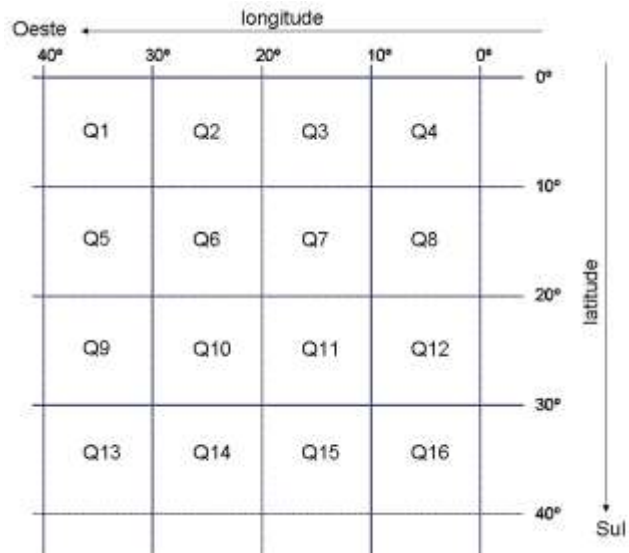 longitude
Oeste
40º 30º 20º 10º 0º
0º
Q1 Q2 Q3 Q4
10º
Q5 Q6 Q7 Q8
20º
latitude
Q9 Q10 Q11 Q12
30º
Q13 Q14 Q15 Q16
40º
Sul